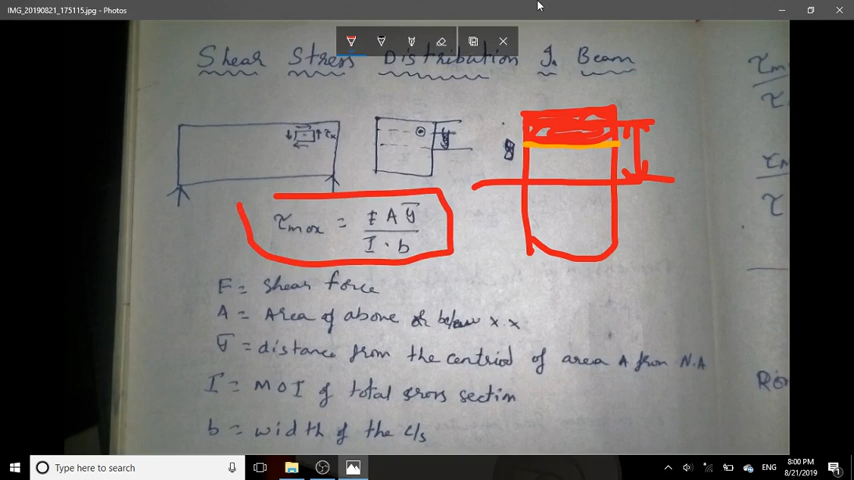 IMG_20190821_175115.jpg - Photos
Shear Stress Distribution In Beam
τx
ȳ
τmax = F A ȳ / I · b
F = Shear force
A = Area of above or below x.x
ȳ = distance from the centriod of area A from N.A
I = M O I of total cross section
b = width of the c/s
Type here to search
ENG
8:00 PM
8/21/2019